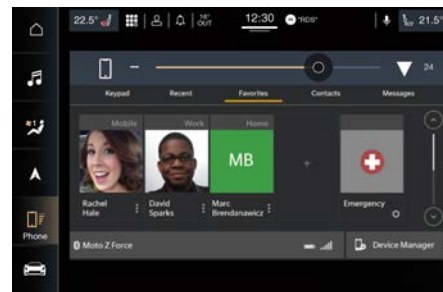 22.5°
16°
OUT
12:30
"RDS"
21.5°
24
Keypad
Recent
Favorites
Contacts
Messages
Mobile
Work
Home
MB
+
Rachel
Hale
David
Sparks
Marc
Brendanawicz
Emergency
Phone
Moto Z Force
Device Manager